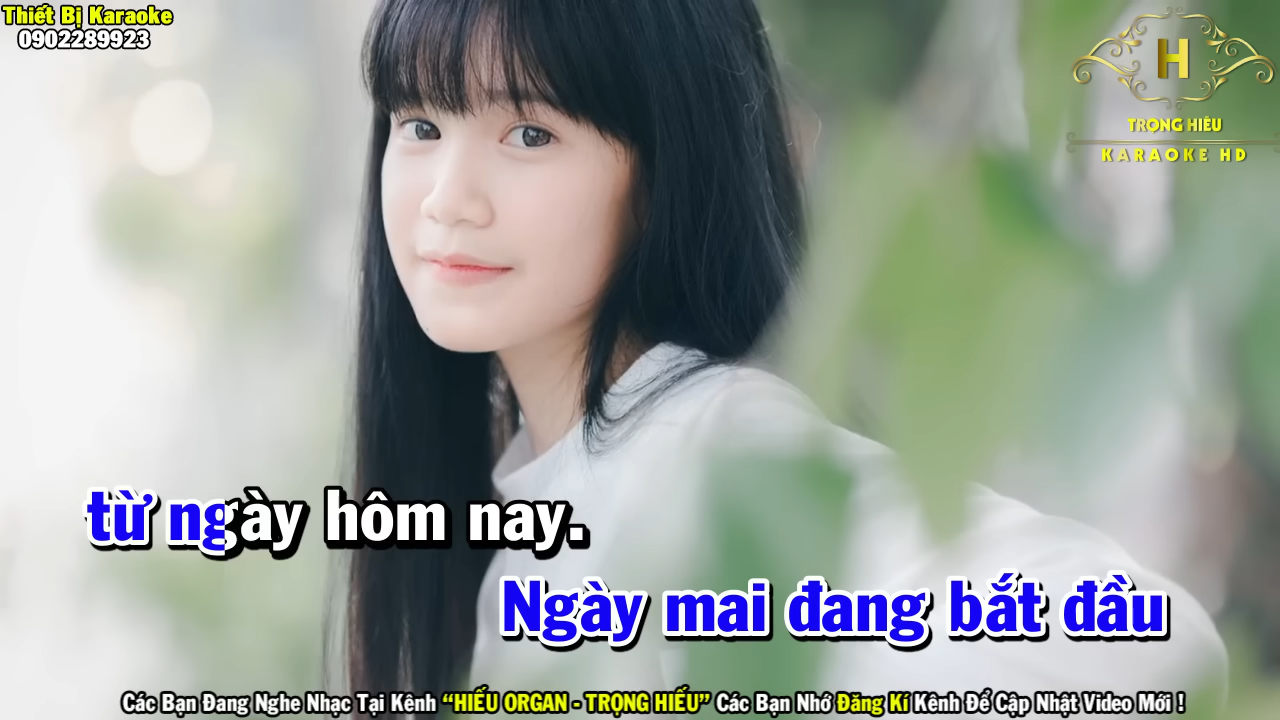 Thiết Bị Karaoke
0902289923
H
TRỌNG HIẾU
KARAOKE HD
từ ngày hôm nay.
Ngày mai đang bắt đầu
Các Bạn Đang Nghe Nhạc Tại Kênh “HIẾU ORGAN - TRỌNG HIẾU” Các Bạn Nhớ Đăng Kí Kênh Để Cập Nhật Video Mới !